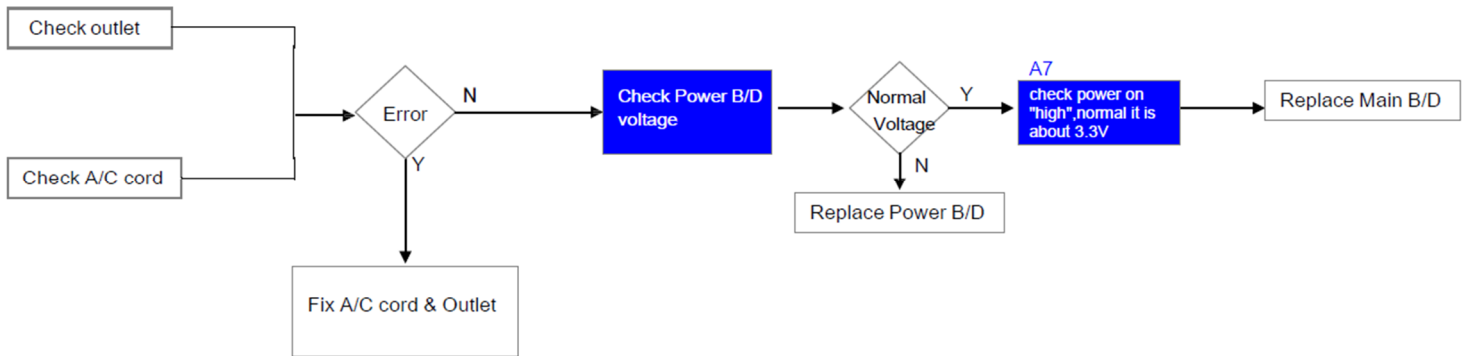 Check outlet
Check A/C cord
Error
N
Y
Fix A/C cord & Outlet
Check Power B/D
voltage
Normal
Voltage
Y
N
Replace Power B/D
A7
check power on
"high",normal it is
about 3.3V
Replace Main B/D